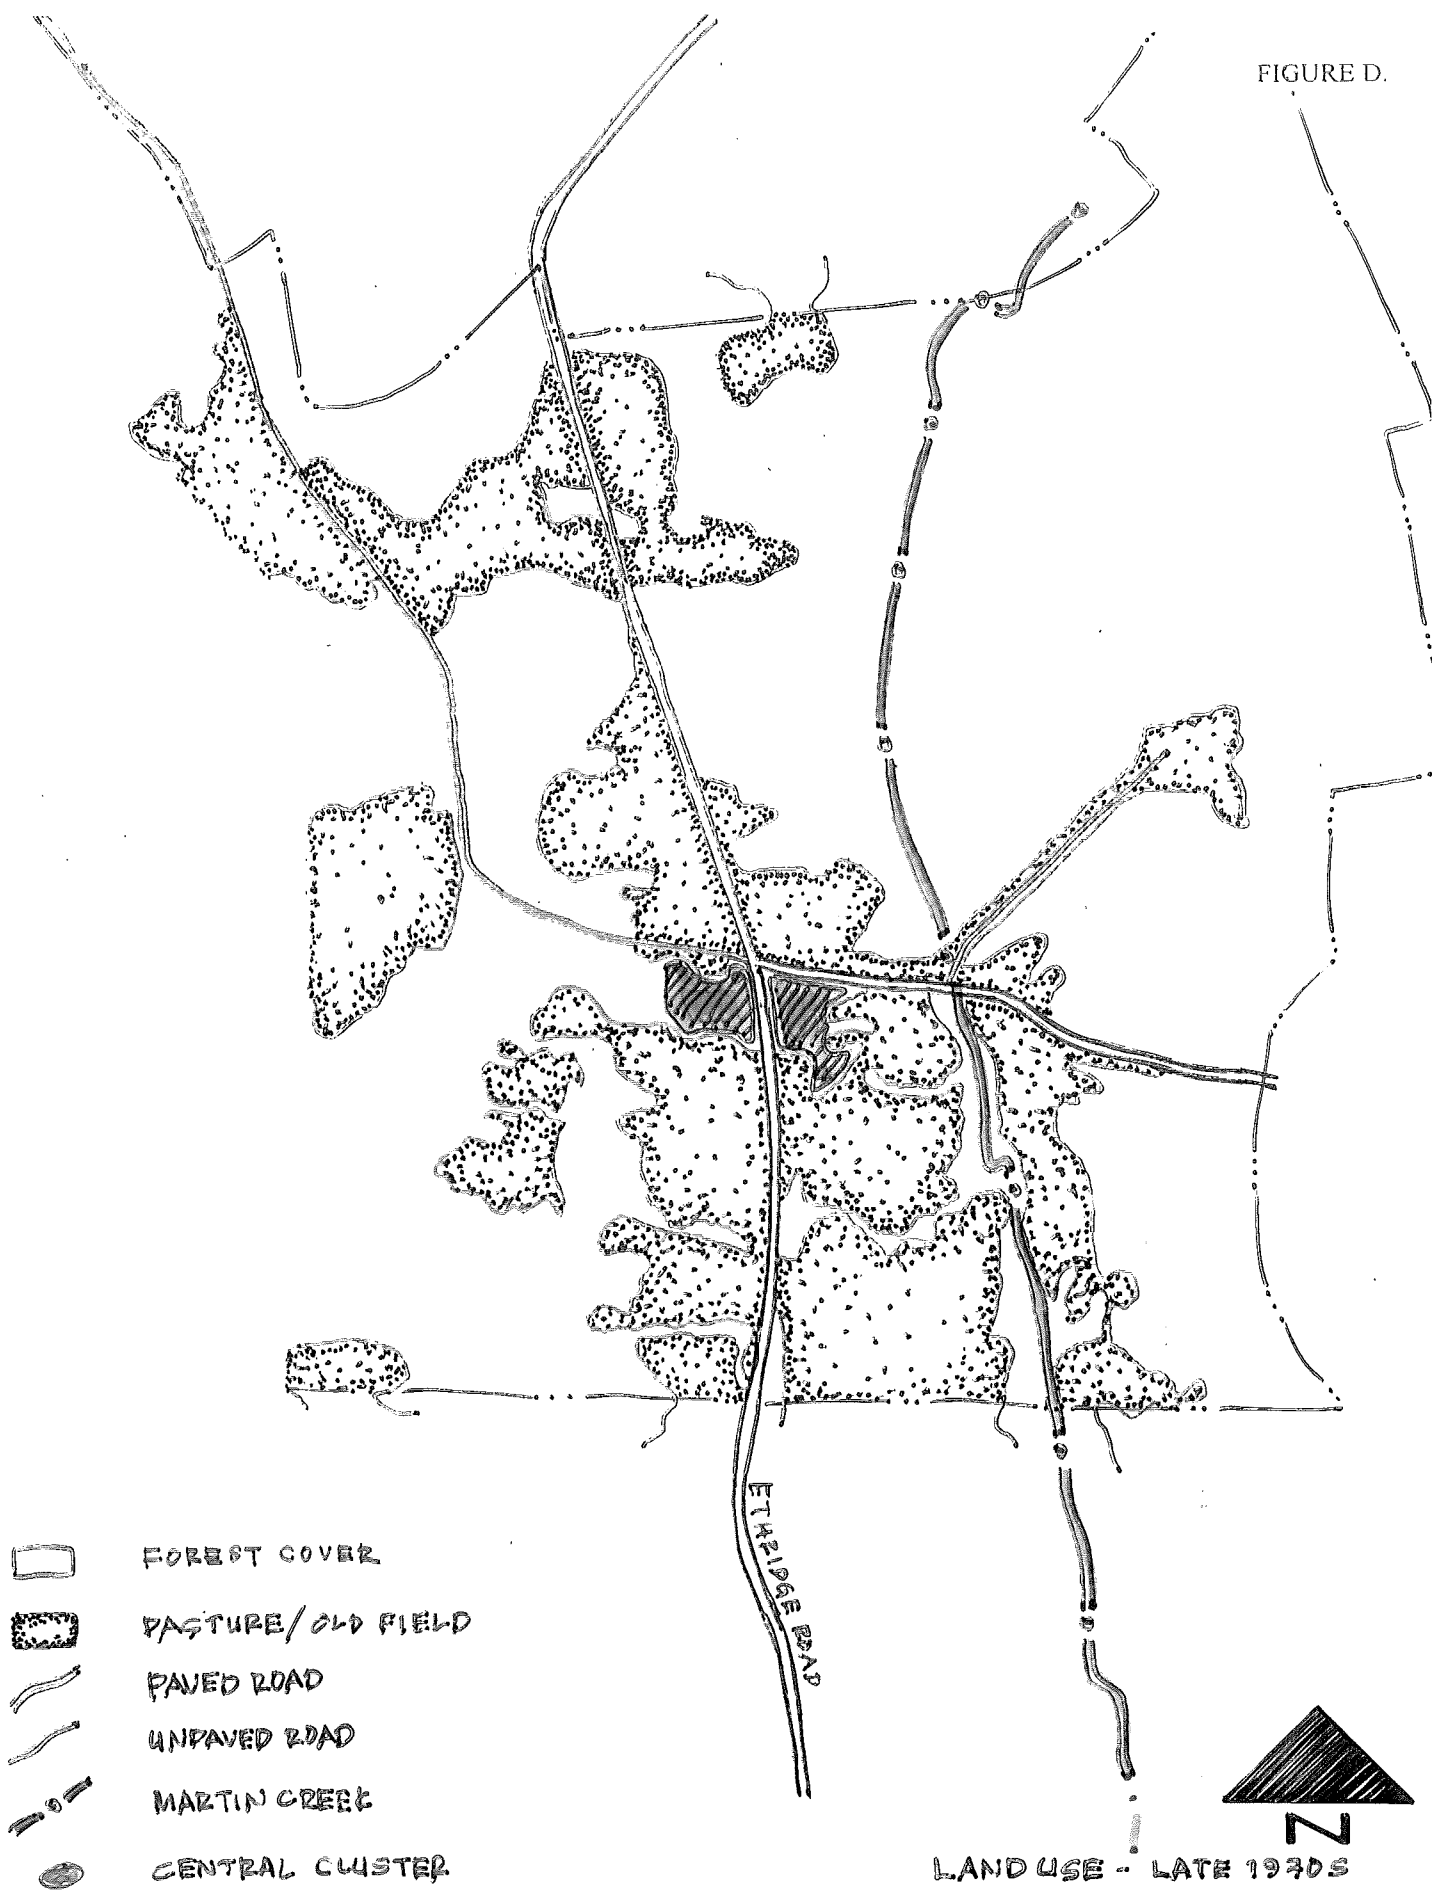 FIGURE D.
ETHRIDGE ROAD
FOREST COVER
PASTURE/OLD FIELD
PAVED ROAD
UNPAVED ROAD
MARTIN CREEK
CENTRAL CLUSTER
N
LAND USE - LATE 1970S